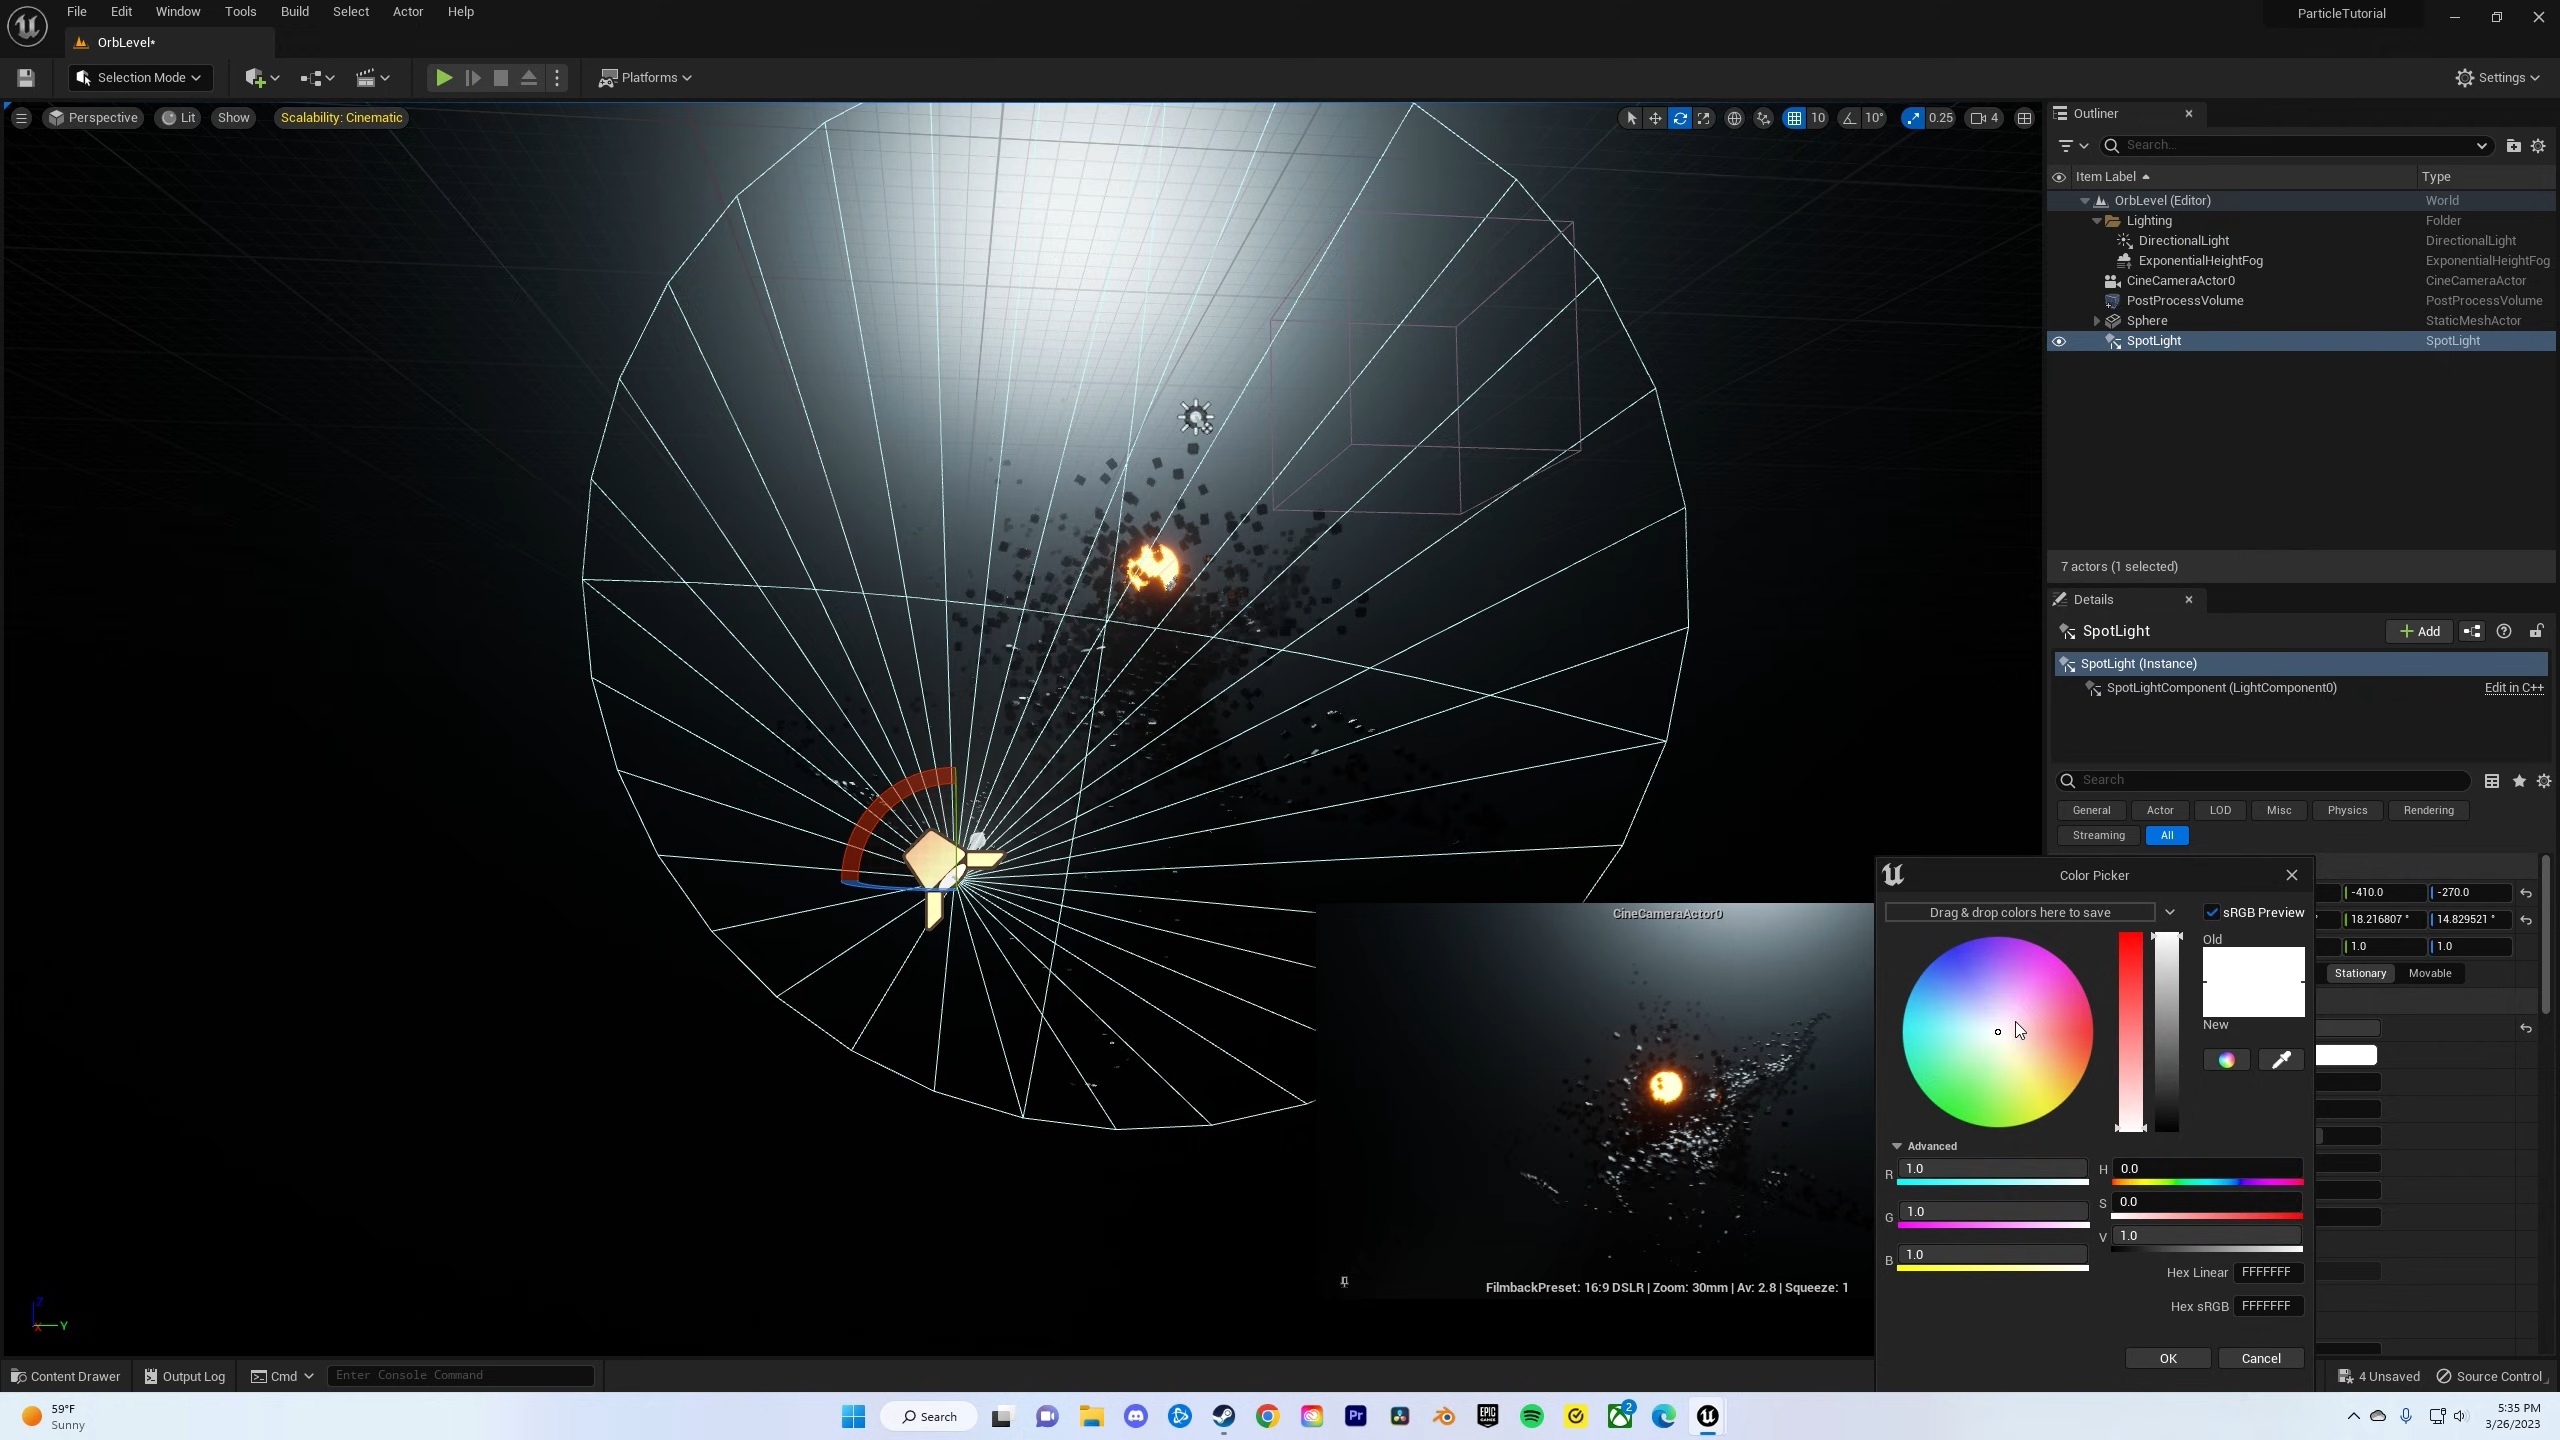 File Edit Window Tools Build Select Actor Help
ParticleTutorial
OrbLevel*
Selection Mode
Platforms
Settings
Perspective Lit Show Scalability: Cinematic
10 10° 0.25 4
Outliner
Search...
Item Label Type
OrbLevel (Editor) World
Lighting Folder
DirectionalLight DirectionalLight
ExponentialHeightFog ExponentialHeightFog
CineCameraActor0 CineCameraActor
PostProcessVolume PostProcessVolume
Sphere StaticMeshActor
SpotLight SpotLight
7 actors (1 selected)
Details
SpotLight
Add
SpotLight (Instance)
SpotLightComponent (LightComponent0) Edit in C++
Search
General Actor LOD Misc Physics Rendering
Streaming All
Color Picker
-410.0 -270.0
Drag & drop colors here to save
sRGB Preview
18.216807 ° 14.829521 °
Old
1.0 1.0
Stationary Movable
New
Advanced
R 1.0 H 0.0
G 1.0 S 0.0
B 1.0 V 1.0
Hex Linear FFFFFFF
Hex sRGB FFFFFFF
OK Cancel
CineCameraActor0
FilmbackPreset: 16:9 DSLR | Zoom: 30mm | Av: 2.8 | Squeeze: 1
Z
X Y
Content Drawer Output Log Cmd Enter Console Command
4 Unsaved Source Control
59°F
Sunny
Search
Pr
EPIC GAMES
2
5:35 PM
3/26/2023